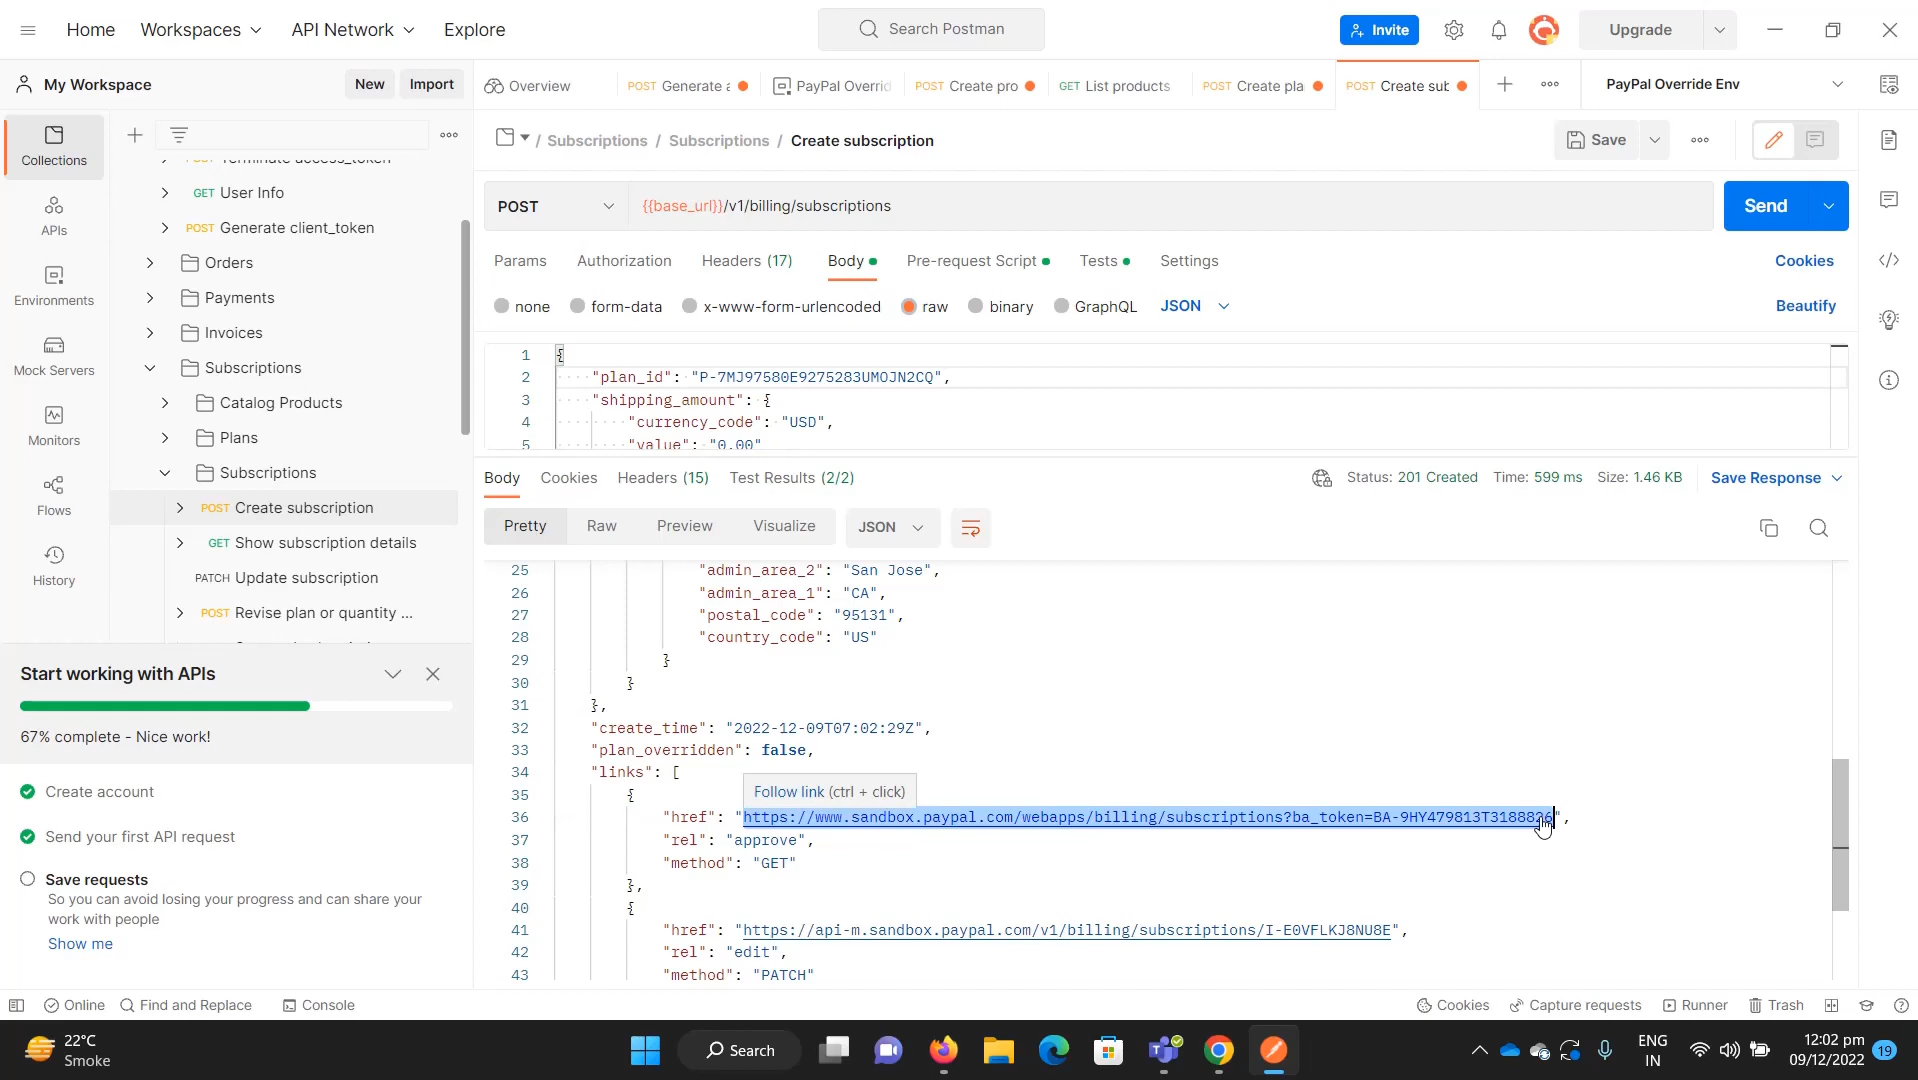 Home Workspaces API Network Explore Search Postman Invite Upgrade
My Workspace New Import Overview POST Generate a PayPal Overrid POST Create pro GET List products POST Create pla POST Create sub PayPal Override Env
Collections
APIs
Environments
Mock Servers
Monitors
Flows
History
Terminate access_token
GET User Info
POST Generate client_token
Orders
Payments
Invoices
Subscriptions
Catalog Products
Plans
Subscriptions
POST Create subscription
GET Show subscription details
PATCH Update subscription
POST Revise plan or quantity ...
Start working with APIs
67% complete - Nice work!
Create account
Send your first API request
Save requests
So you can avoid losing your progress and can share your
work with people
Show me
/ Subscriptions / Subscriptions / Create subscription Save
POST {{base_url}}/v1/billing/subscriptions Send
Params Authorization Headers (17) Body Pre-request Script Tests Settings Cookies
none form-data x-www-form-urlencoded raw binary GraphQL JSON Beautify
1 {
2 "plan_id": "P-7MJ97580E9275283UMOJN2CQ",
3 "shipping_amount": {
4 "currency_code": "USD",
5 "value": "0.00"
Body Cookies Headers (15) Test Results (2/2) Status: 201 Created Time: 599 ms Size: 1.46 KB Save Response
Pretty Raw Preview Visualize JSON
25 "admin_area_2": "San Jose",
26 "admin_area_1": "CA",
27 "postal_code": "95131",
28 "country_code": "US"
29 }
30 }
31 },
32 "create_time": "2022-12-09T07:02:29Z",
33 "plan_overridden": false,
34 "links": [
35 {
Follow link (ctrl + click)
36 "href": "https://www.sandbox.paypal.com/webapps/billing/subscriptions?ba_token=BA-9HY479813T3188826",
37 "rel": "approve",
38 "method": "GET"
39 },
40 {
41 "href": "https://api-m.sandbox.paypal.com/v1/billing/subscriptions/I-E0VFLKJ8NU8E",
42 "rel": "edit",
43 "method": "PATCH"
Online Find and Replace Console Cookies Capture requests Runner Trash
22°C
Smoke
Search
ENG
IN
12:02 pm
09/12/2022 19